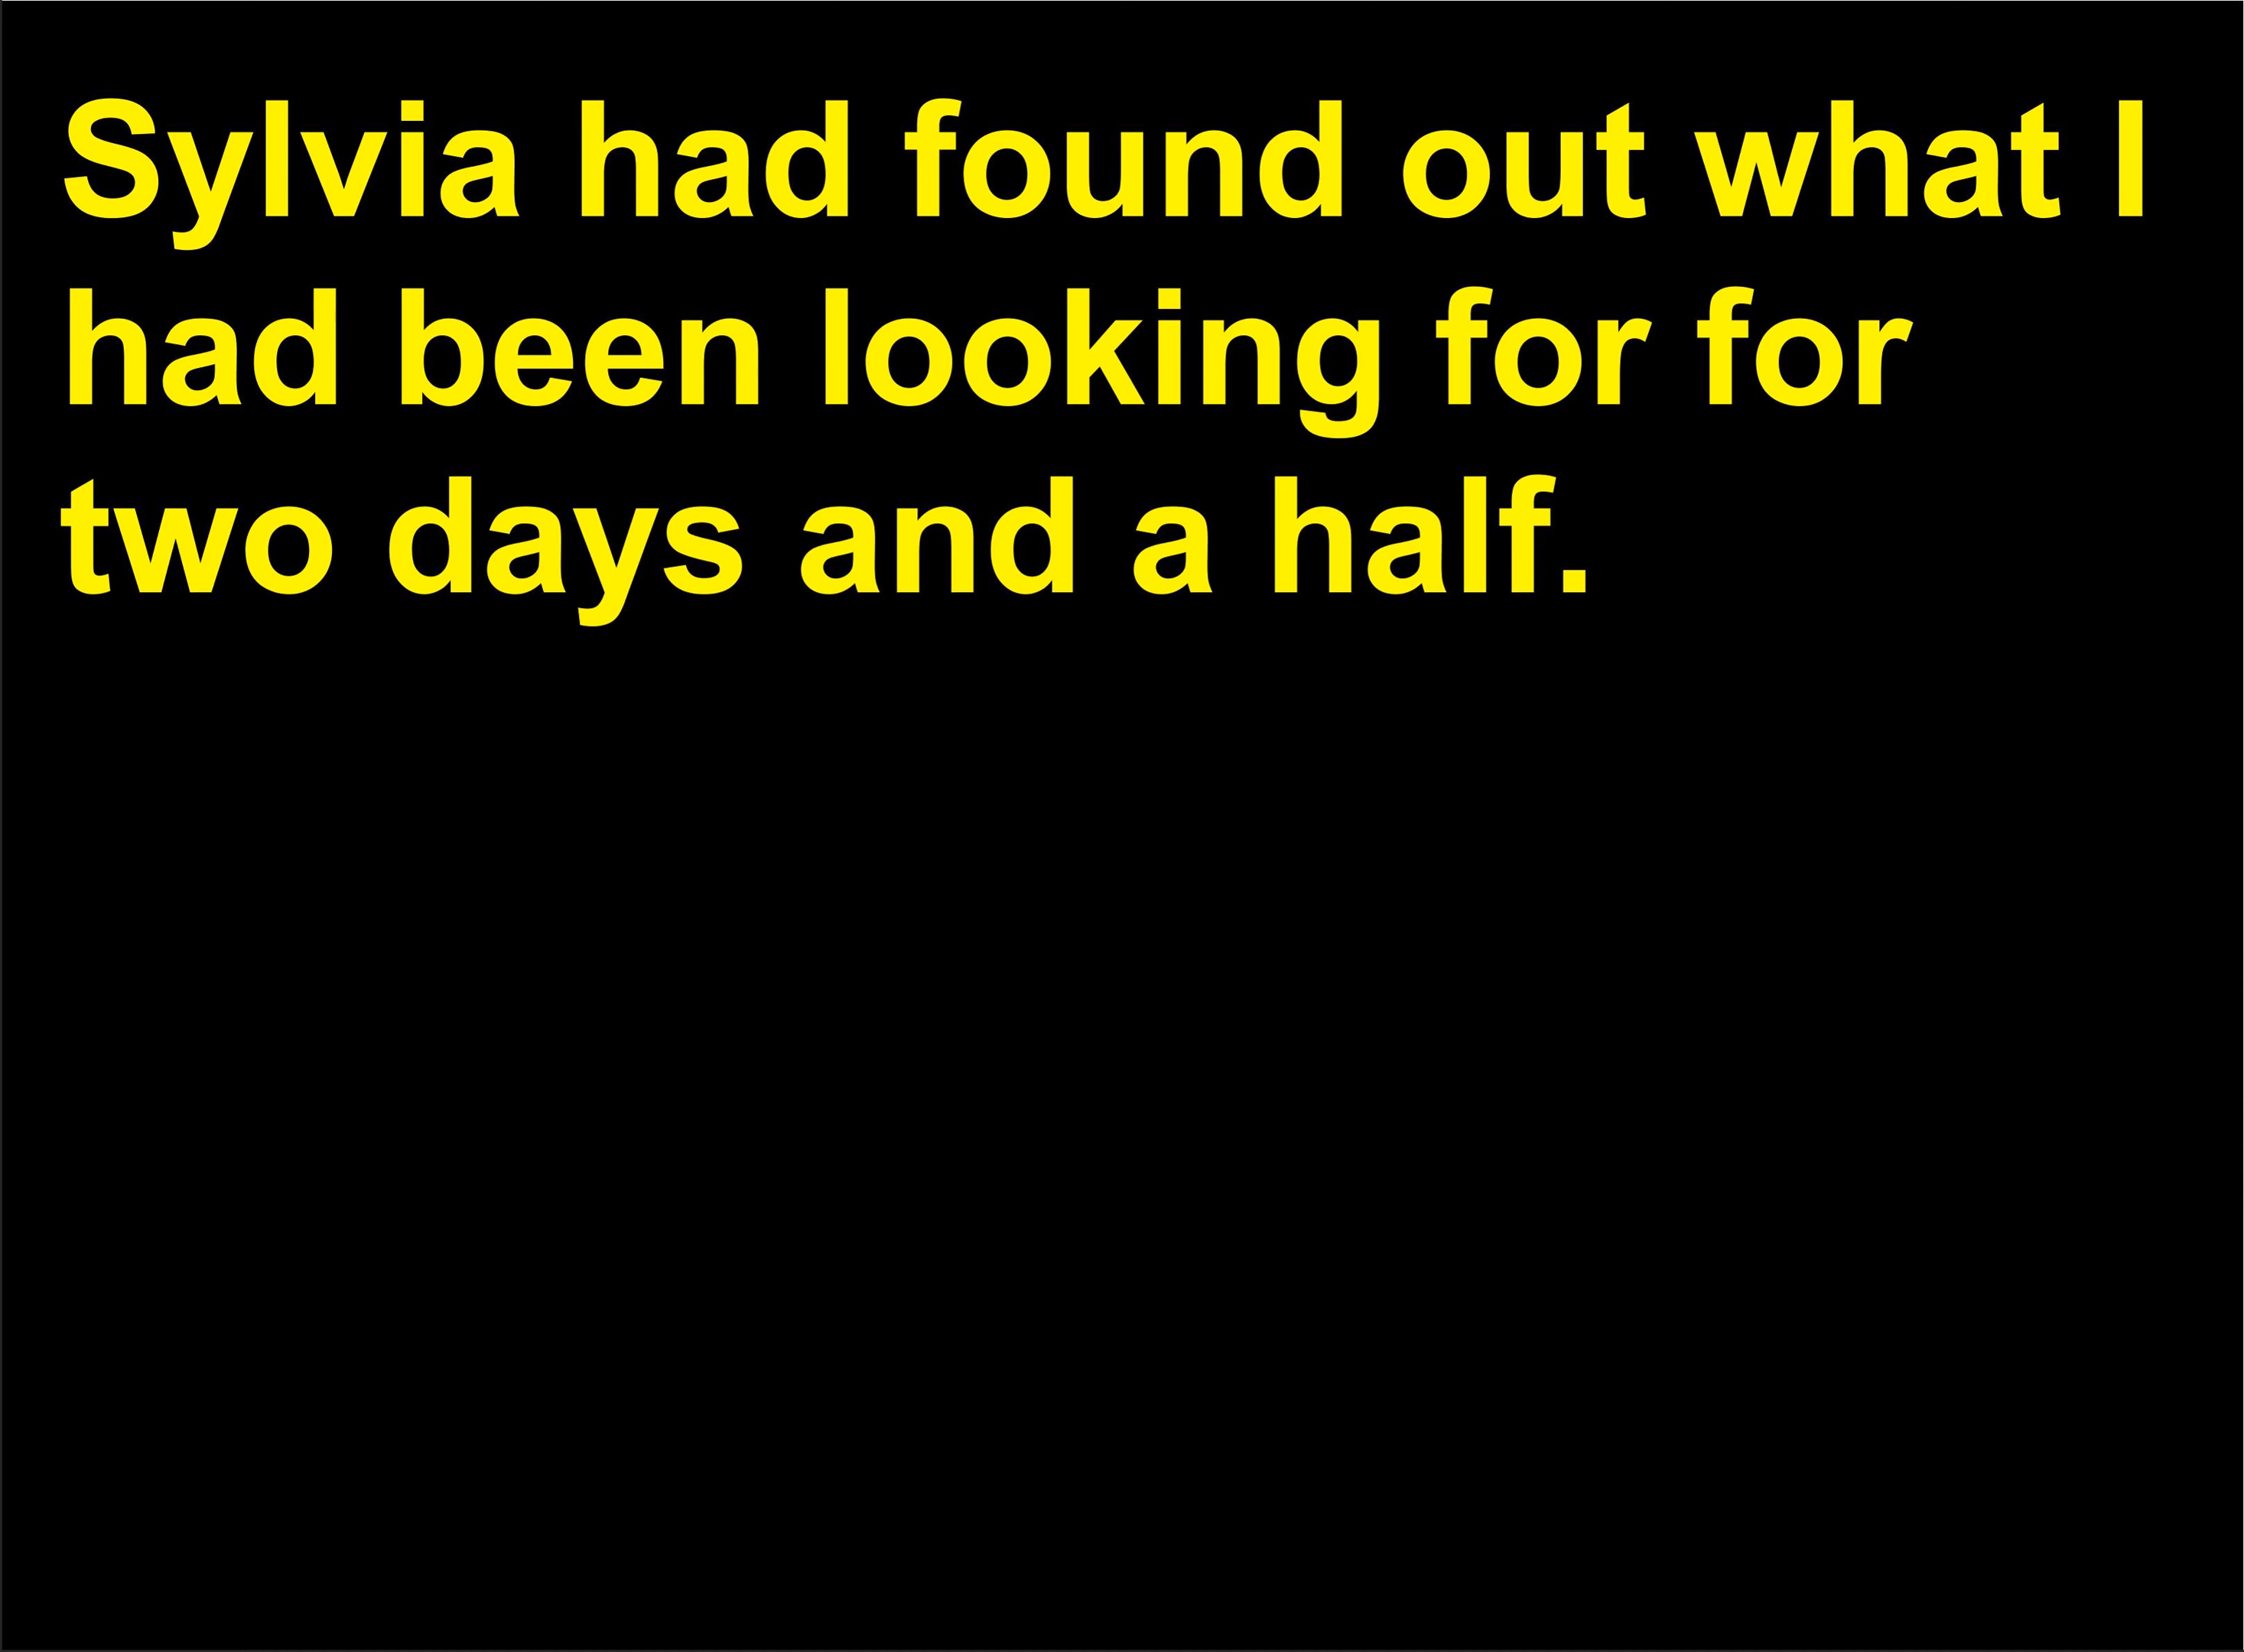 Sylvia had found out what I
had been looking for for
two days and a half.